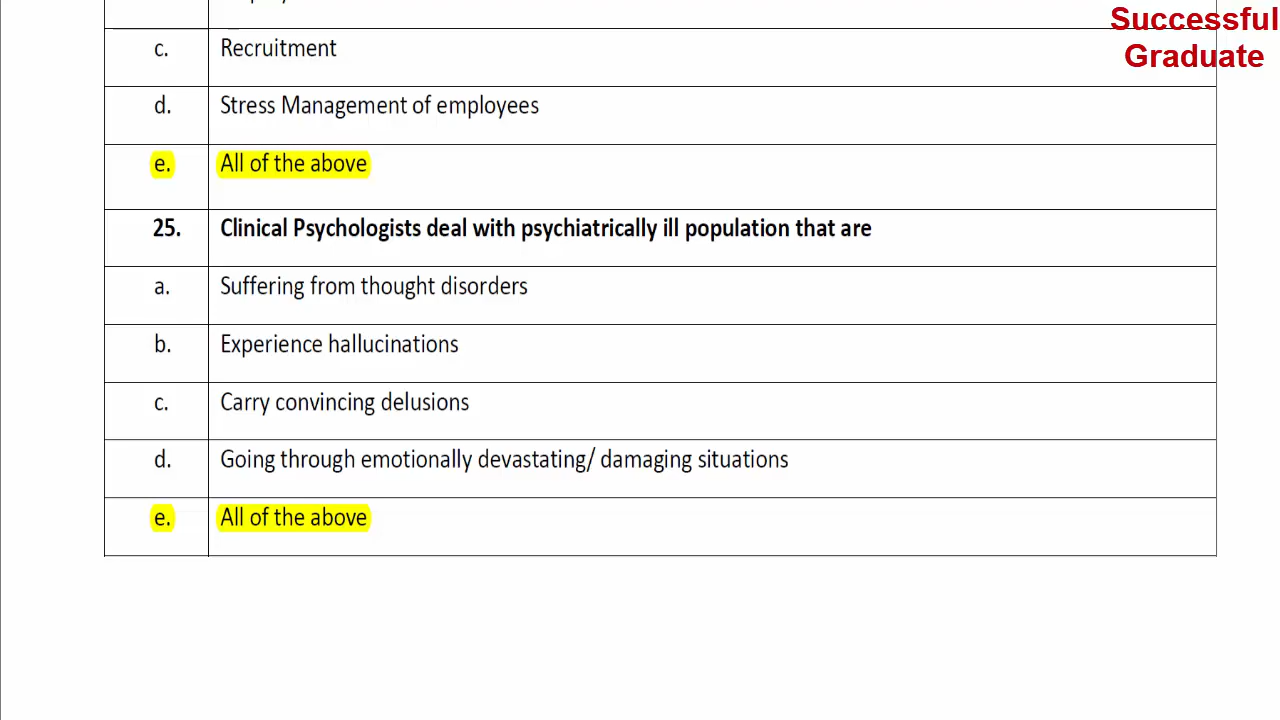 Successful
Graduate
c. Recruitment
d. Stress Management of employees
e. All of the above
25. Clinical Psychologists deal with psychiatrically ill population that are
a. Suffering from thought disorders
b. Experience hallucinations
c. Carry convincing delusions
d. Going through emotionally devastating/ damaging situations
e. All of the above